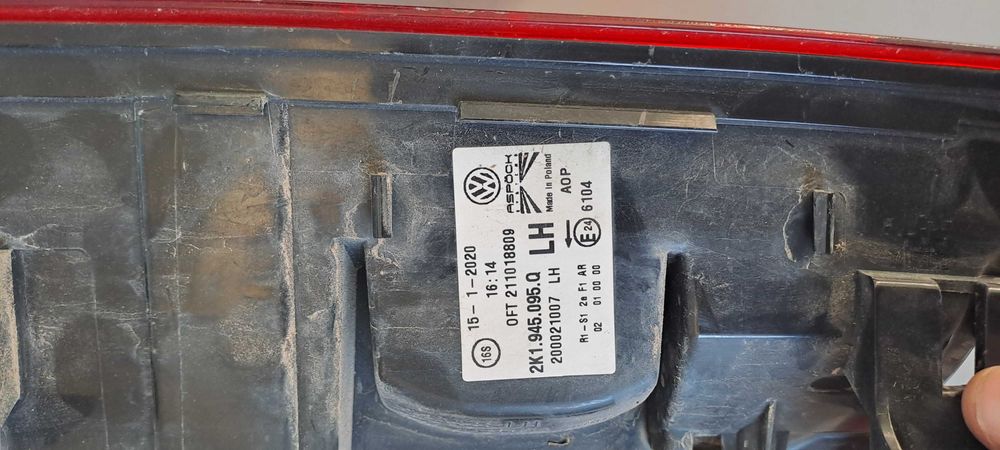 ASPÖCK
Made in Poland
AOP
15-1-2020
16:14
OFT 211018809
LH
E24
6104
16S
2K1.945.095.Q
200021007 LH
R1-S1 2a F1 AR
02 01 00 00